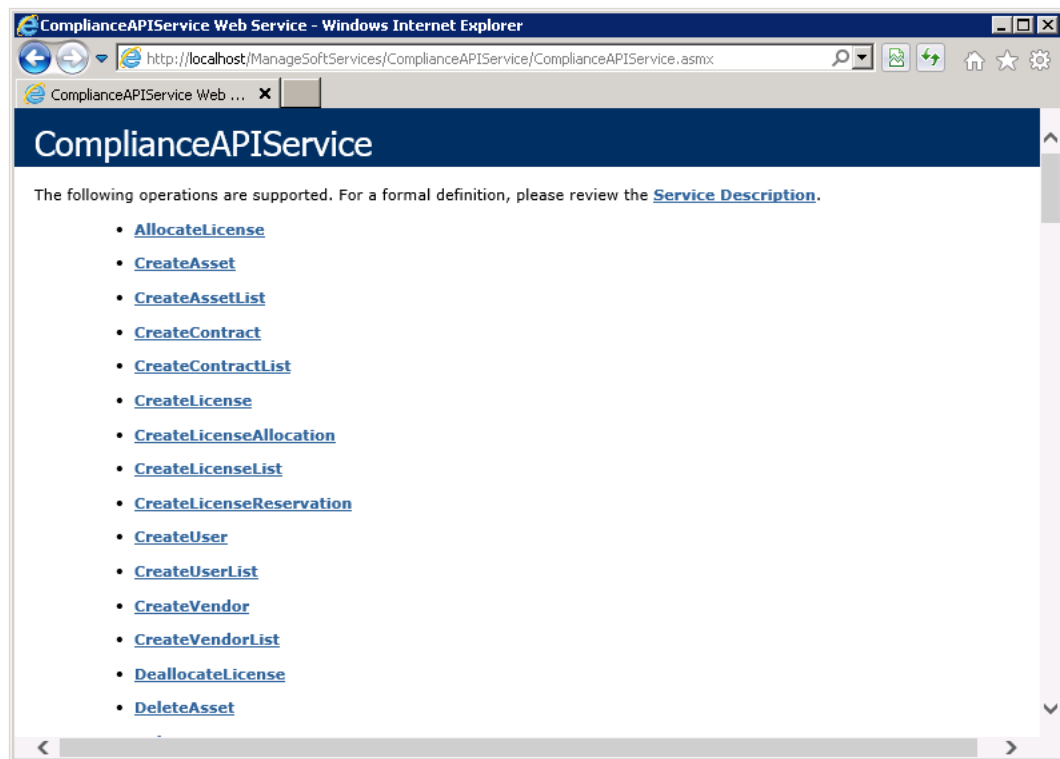 ComplianceAPIService Web Service - Windows Internet Explorer
http://localhost/ManageSoftServices/ComplianceAPIService/ComplianceAPIService.asmx
ComplianceAPIService Web ...
ComplianceAPIService
The following operations are supported. For a formal definition, please review the Service Description.
• AllocateLicense
• CreateAsset
• CreateAssetList
• CreateContract
• CreateContractList
• CreateLicense
• CreateLicenseAllocation
• CreateLicenseList
• CreateLicenseReservation
• CreateUser
• CreateUserList
• CreateVendor
• CreateVendorList
• DeallocateLicense
• DeleteAsset